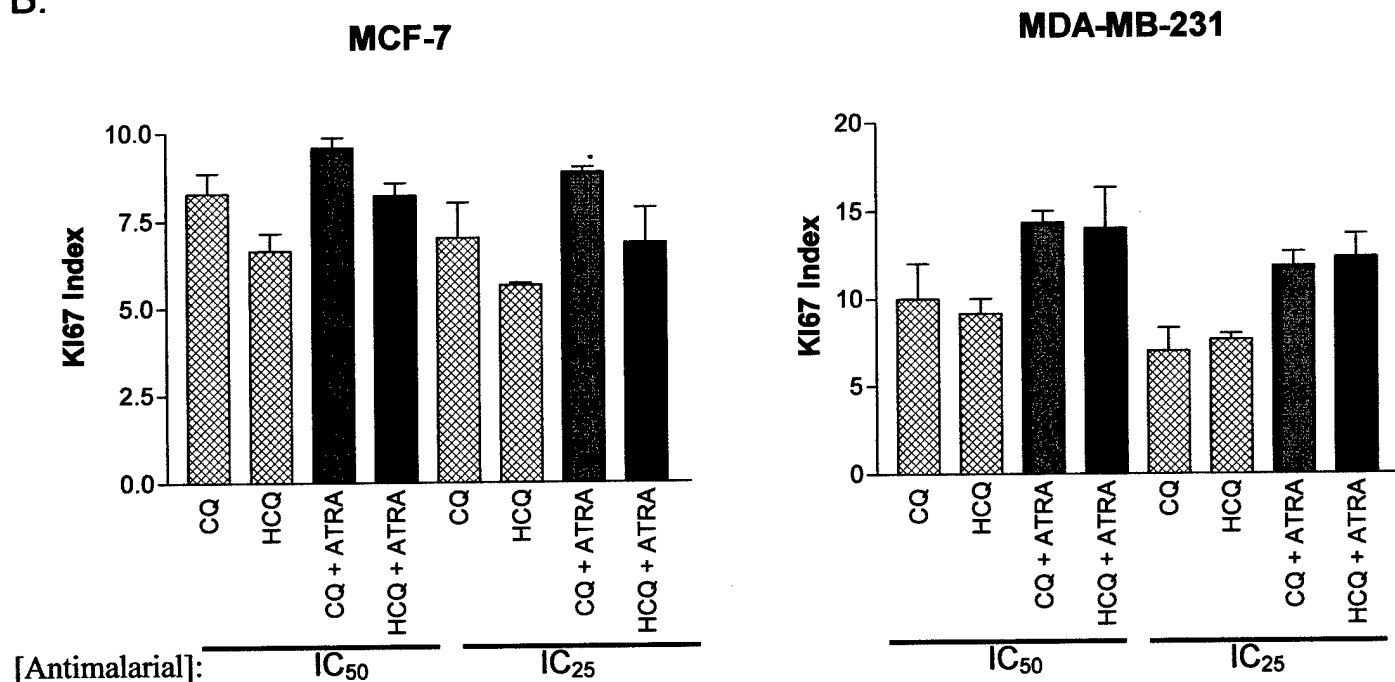 B.
MCF-7
MDA-MB-231
KI67 Index
10.0
7.5
5.0
2.5
0.0
CQ
HCQ
CQ + ATRA
HCQ + ATRA
CQ
HCQ
CQ + ATRA
HCQ + ATRA
KI67 Index
20
15
10
5
0
CQ
HCQ
CQ + ATRA
HCQ + ATRA
CQ
HCQ
CQ + ATRA
HCQ + ATRA
[Antimalarial]:
IC50
IC25
IC50
IC25